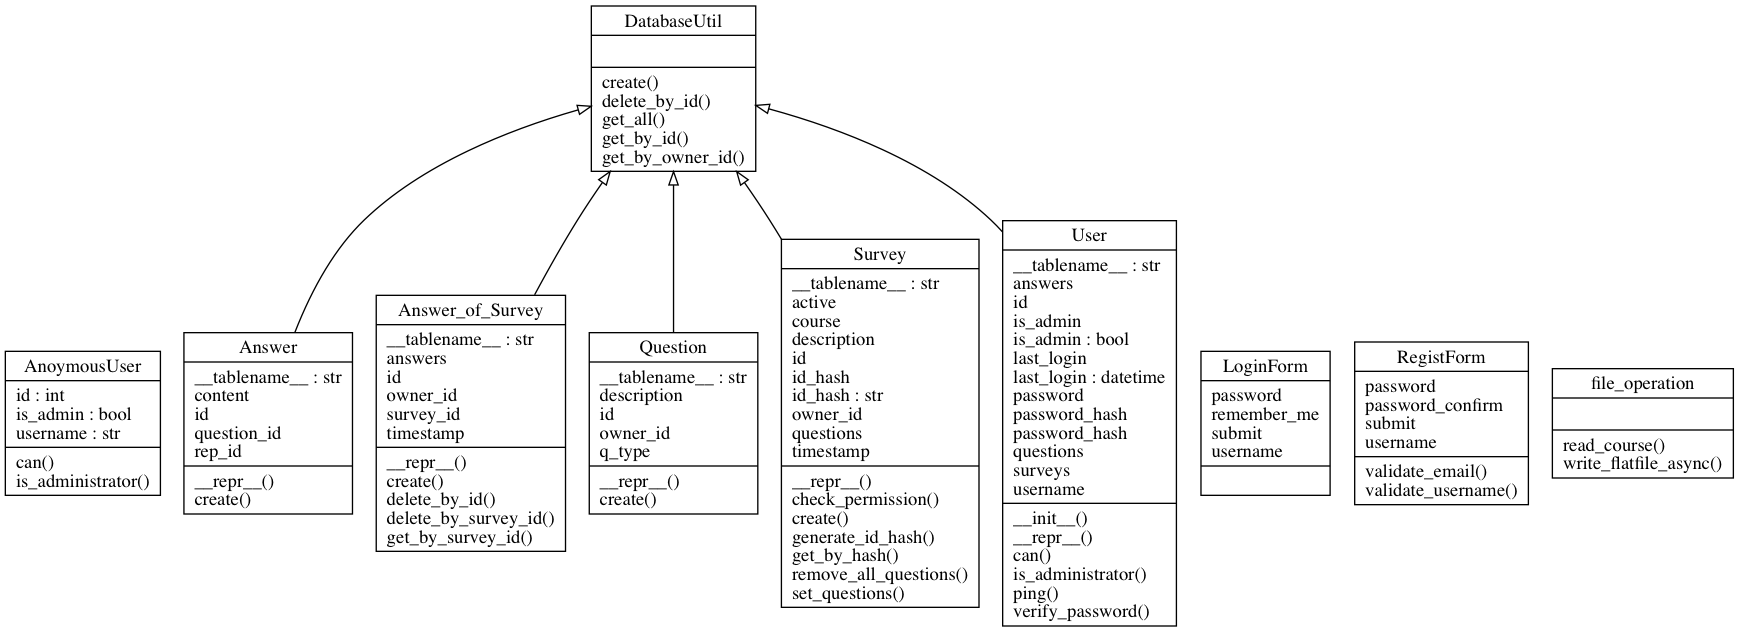 DatabaseUtil
create()
delete_by_id()
get_all()
get_by_id()
get_by_owner_id()
AnoymousUser
id : int
is_admin : bool
username : str
can()
is_administrator()
Answer
__tablename__ : str
content
id
question_id
rep_id
__repr__()
create()
Answer_of_Survey
__tablename__ : str
answers
id
owner_id
survey_id
timestamp
__repr__()
create()
delete_by_id()
delete_by_survey_id()
get_by_survey_id()
Question
__tablename__ : str
description
id
owner_id
q_type
__repr__()
create()
Survey
__tablename__ : str
active
course
description
id
id_hash
id_hash : str
owner_id
questions
timestamp
__repr__()
check_permission()
create()
generate_id_hash()
get_by_hash()
remove_all_questions()
set_questions()
User
__tablename__ : str
answers
id
is_admin
is_admin : bool
last_login
last_login : datetime
password
password_hash
password_hash
questions
surveys
username
__init__()
__repr__()
can()
is_administrator()
ping()
verify_password()
LoginForm
password
remember_me
submit
username
RegistForm
password
password_confirm
submit
username
validate_email()
validate_username()
file_operation
read_course()
write_flatfile_async()